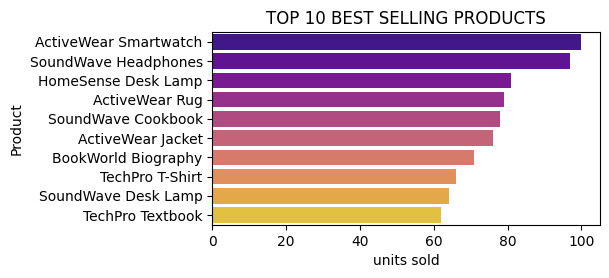 TOP 10 BEST SELLING PRODUCTS
Product
ActiveWear Smartwatch
SoundWave Headphones
HomeSense Desk Lamp
ActiveWear Rug
SoundWave Cookbook
ActiveWear Jacket
BookWorld Biography
TechPro T-Shirt
SoundWave Desk Lamp
TechPro Textbook
0 20 40 60 80 100
units sold